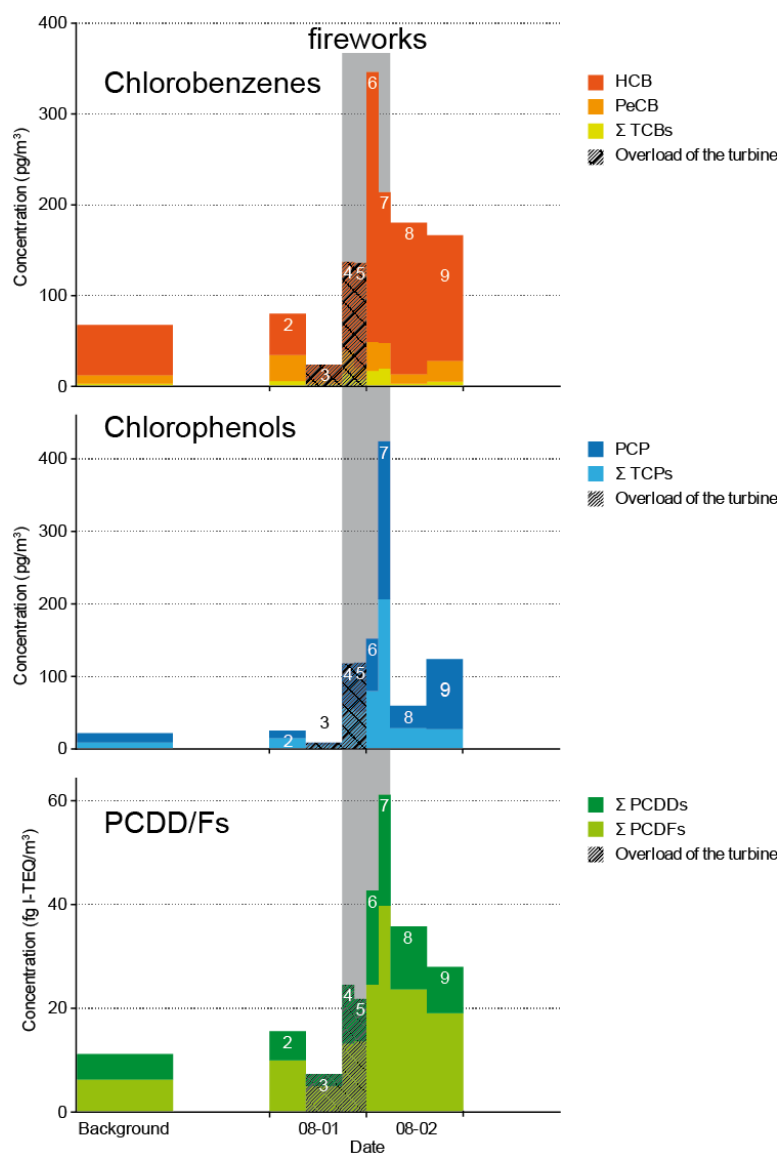 400
fireworks
Chlorobenzenes
6
HCB
PeCB
Σ TCBs
Overload of the turbine
300
Concentration (pg/m³)
200
7
8
9
4 5
100
2
3
0
Chlorophenols
7
PCP
Σ TCPs
Overload of the turbine
400
Concentration (pg/m³)
300
200
6
4 5
9
100
3
2
8
0
PCDD/Fs
7
Σ PCDDs
Σ PCDFs
Overload of the turbine
60
Concentration (fg I-TEQ/m³)
6
40
8
9
4
5
20
2
3
0
Background
08-01
08-02
Date